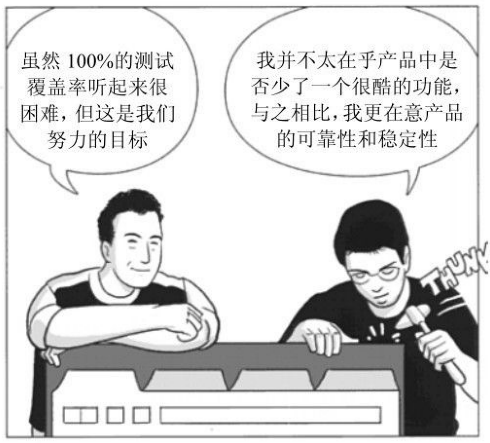 虽然 100%的测试
覆盖率听起来很
困难，但这是我们
努力的目标
我并不太在乎产品中是
否少了一个很酷的功能，
与之相比，我更在意产品
的可靠性和稳定性
THUNK